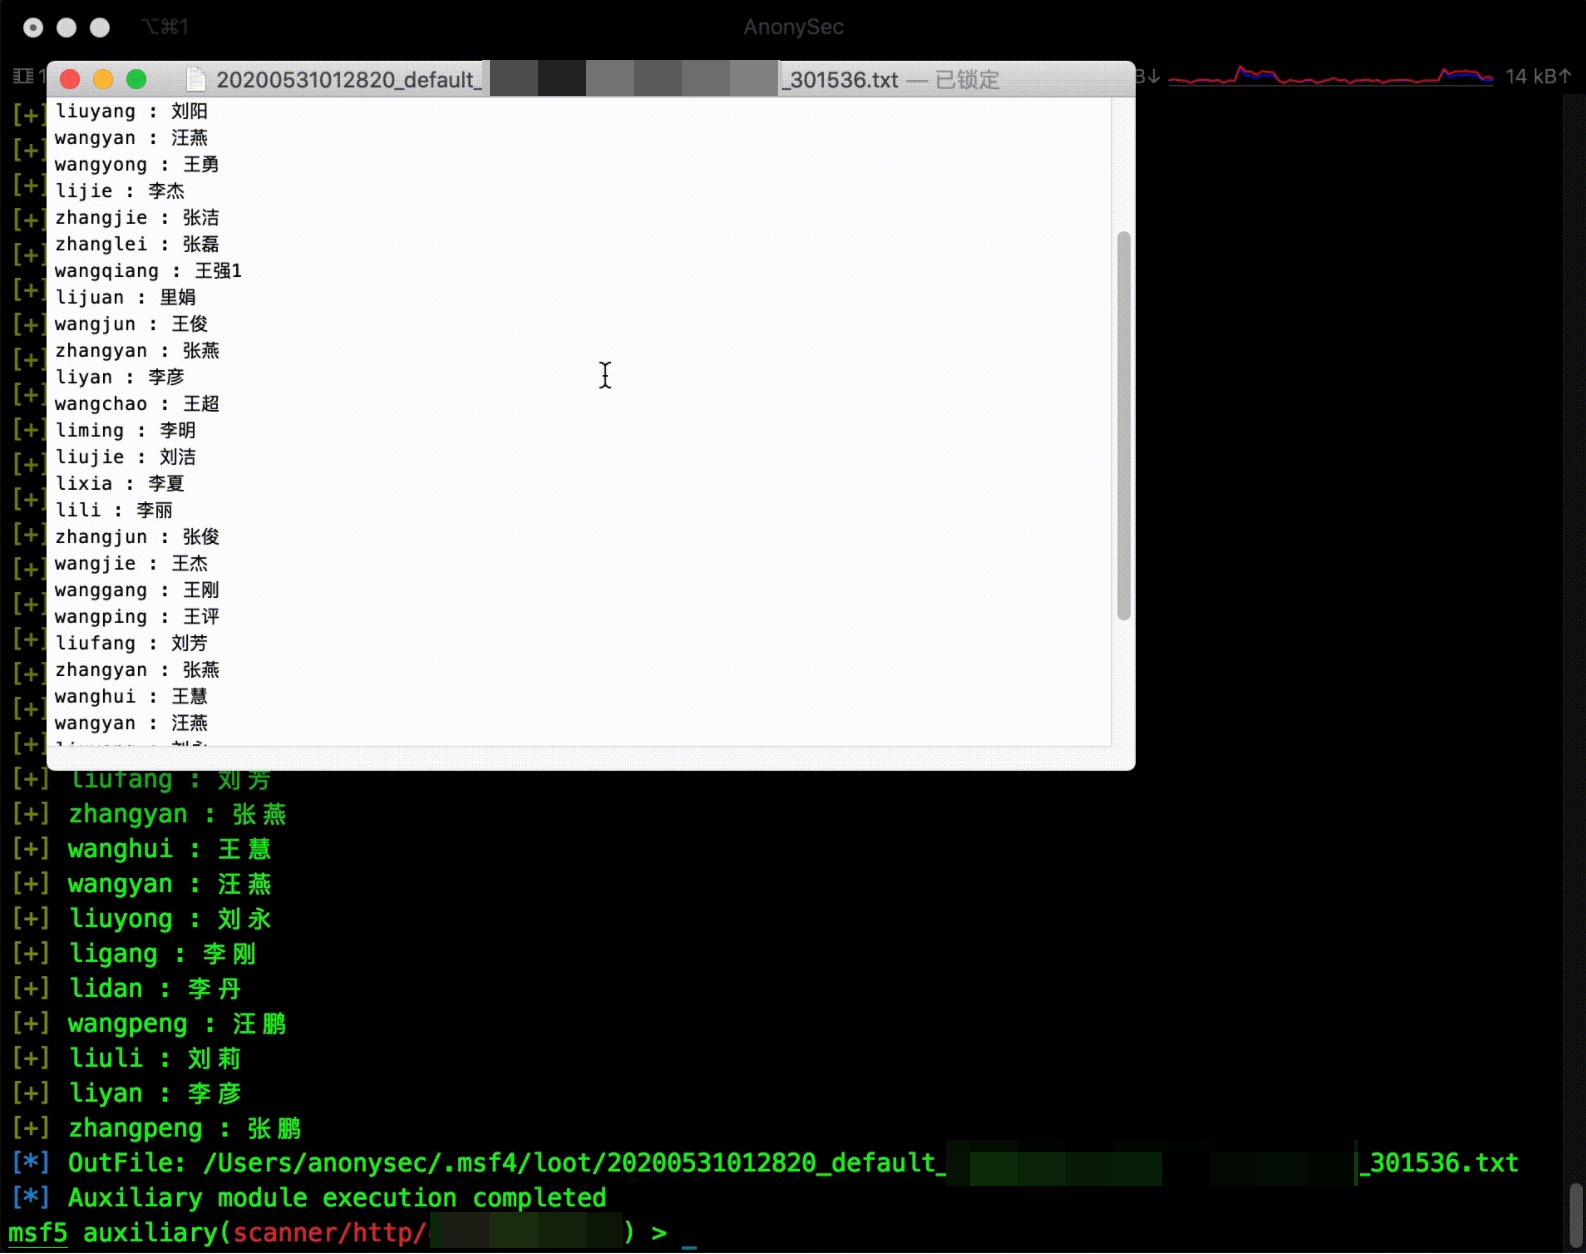 ⌥⌘1 AnonySec
20200531012820_default_ _301536.txt — 已锁定
B↓ 14 kB↑
liuyang : 刘阳
wangyan : 汪燕
wangyong : 王勇
lijie : 李杰
zhangjie : 张洁
zhanglei : 张磊
wangqiang : 王强1
lijuan : 里娟
wangjun : 王俊
zhangyan : 张燕
liyan : 李彦
wangchao : 王超
liming : 李明
liujie : 刘洁
lixia : 李夏
lili : 李丽
zhangjun : 张俊
wangjie : 王杰
wanggang : 王刚
wangping : 王评
liufang : 刘芳
zhangyan : 张燕
wanghui : 王慧
wangyan : 汪燕
[+] liufang : 刘芳
[+] zhangyan : 张燕
[+] wanghui : 王慧
[+] wangyan : 汪燕
[+] liuyong : 刘永
[+] ligang : 李刚
[+] lidan : 李丹
[+] wangpeng : 汪鹏
[+] liuli : 刘莉
[+] liyan : 李彦
[+] zhangpeng : 张鹏
[*] OutFile: /Users/anonysec/.msf4/loot/20200531012820_default_ _301536.txt
[*] Auxiliary module execution completed
msf5 auxiliary(scanner/http/ ) > _